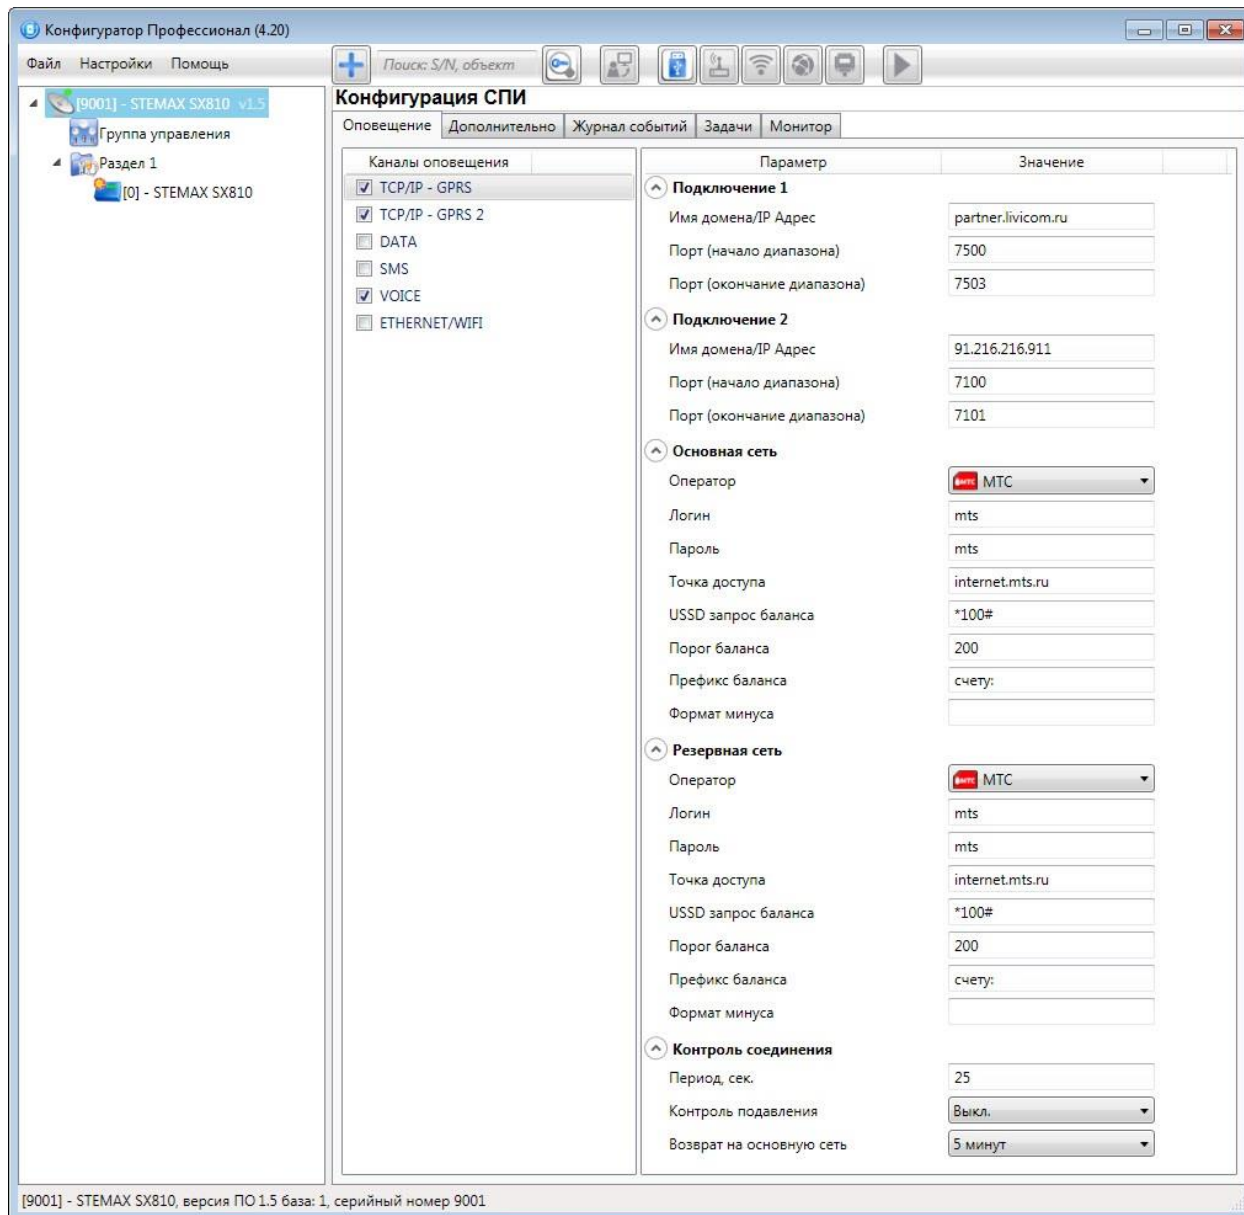 Конфигуратор Профессионал (4.20)
Файл Настройки Помощь
Поиск: S/N, объект
[9001] - STEMAX SX810 v1.5
Группа управления
Раздел 1
[0] - STEMAX SX810
Конфигурация СПИ
Оповещение Дополнительно Журнал событий Задачи Монитор
Каналы оповещения
TCP/IP - GPRS
TCP/IP - GPRS 2
DATA
SMS
VOICE
ETHERNET/WIFI
Параметр Значение
Подключение 1
Имя домена/IP Адрес partner.livicom.ru
Порт (начало диапазона) 7500
Порт (окончание диапазона) 7503
Подключение 2
Имя домена/IP Адрес 91.216.216.911
Порт (начало диапазона) 7100
Порт (окончание диапазона) 7101
Основная сеть
Оператор МТС
Логин mts
Пароль mts
Точка доступа internet.mts.ru
USSD запрос баланса *100#
Порог баланса 200
Префикс баланса счету:
Формат минуса
Резервная сеть
Оператор МТС
Логин mts
Пароль mts
Точка доступа internet.mts.ru
USSD запрос баланса *100#
Порог баланса 200
Префикс баланса счету:
Формат минуса
Контроль соединения
Период, сек. 25
Контроль подавления Выкл.
Возврат на основную сеть 5 минут
[9001] - STEMAX SX810, версия ПО 1.5 база: 1, серийный номер 9001